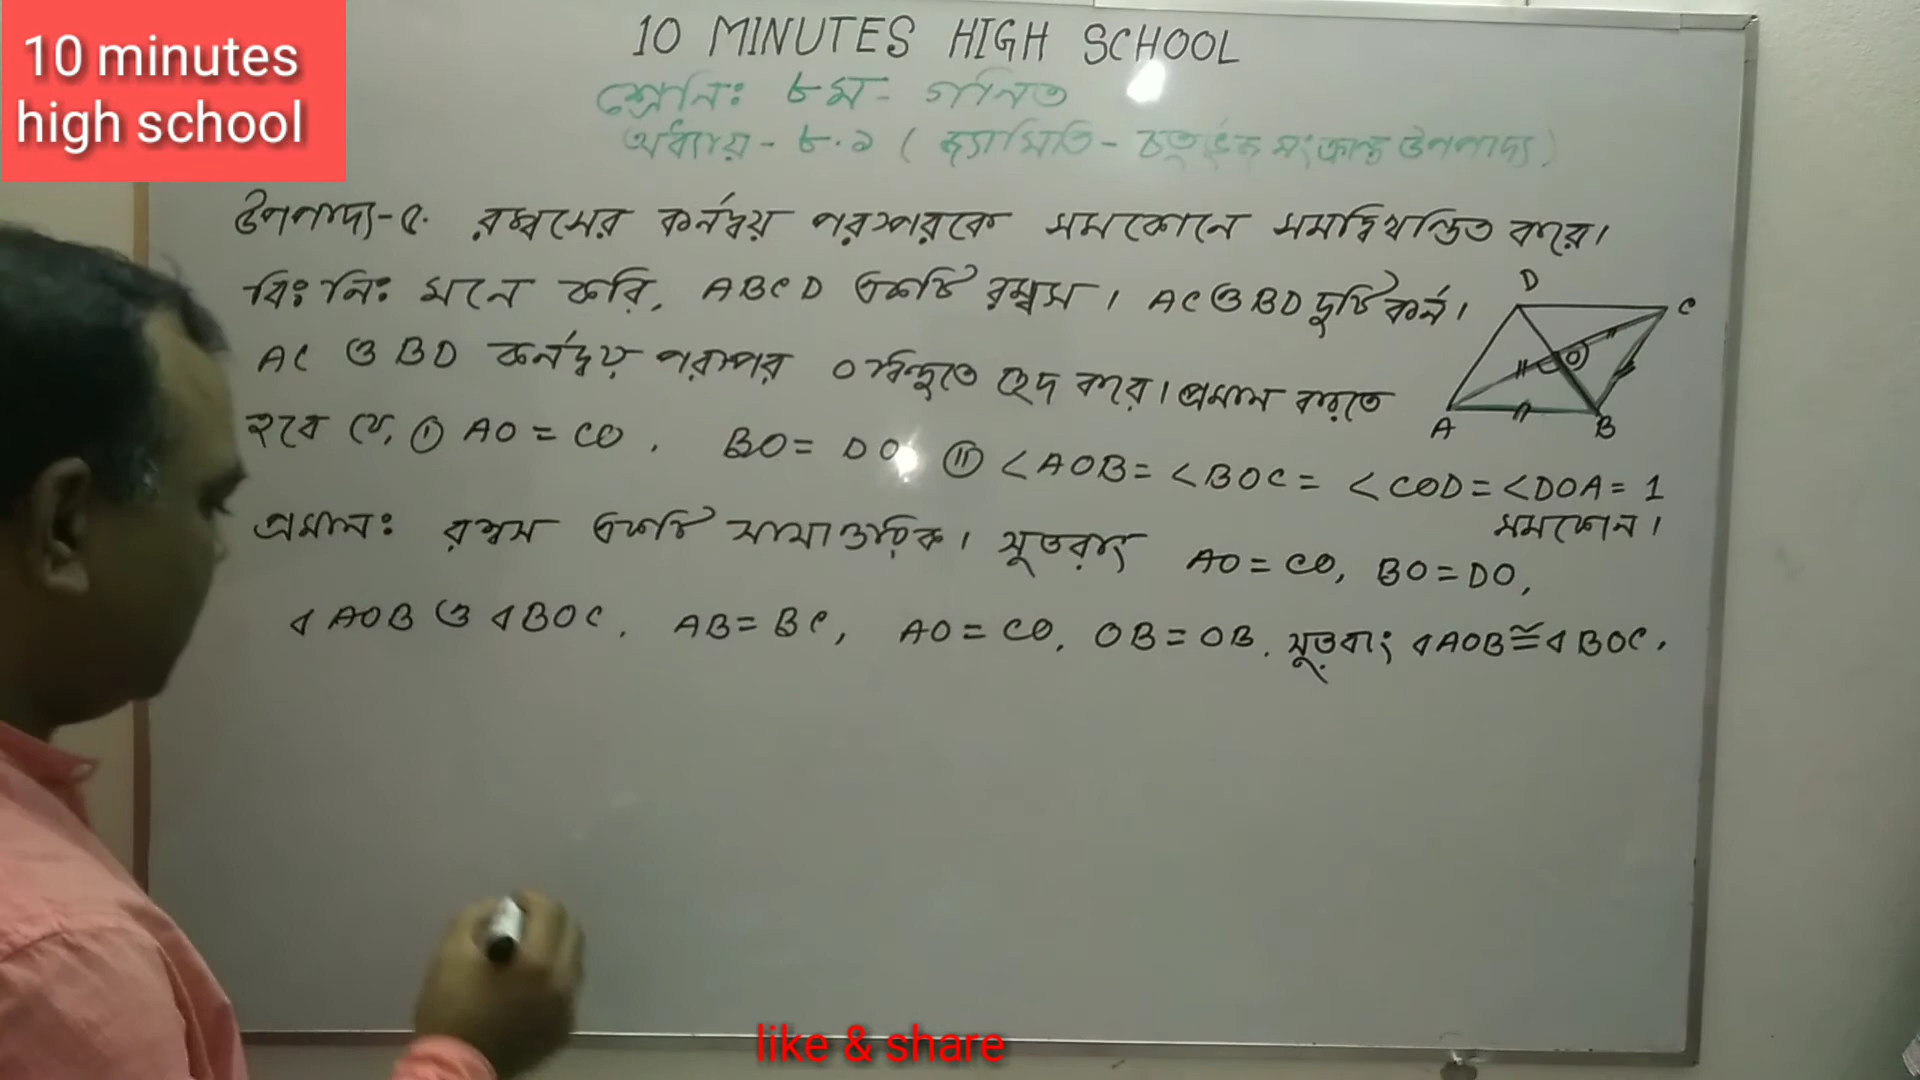 10 minutes
high school
10 MINUTES HIGH SCHOOL
শ্রেনিঃ ৮ম - গনিত
অধ্যায় - ৮.১ ( জ্যামিতি - চতুর্ভুজ সংক্রান্ত উপপাদ্য )
উপপাদ্য-৫. রম্বসের কর্নদ্বয় পরস্পরকে সমকোনে সমদ্বিখন্ডিত করে।
বিঃ নিঃ মনে করি, ABCD একটি রম্বস। AC ও BD দুটি কর্ন।
AC ও BD কর্নদ্বয় পরস্পর O বিন্দুতে ছেদ করে। প্রমান করতে
হবে যে, ⓘ AO = CO , BO = DO, ⓘⓘ <AOB = <BOC = <COD = <DOA = 1
সমকোন।
প্রমানঃ রম্বস একটি সামান্তরিক। সুতরাং AO = CO, BO = DO,
∆ AOB ও ∆ BOC, AB = BC, AO = CO, OB = OB. সুতরাং ∆ AOB ≅ ∆ BOC,
D
C
O
A
B
like & share